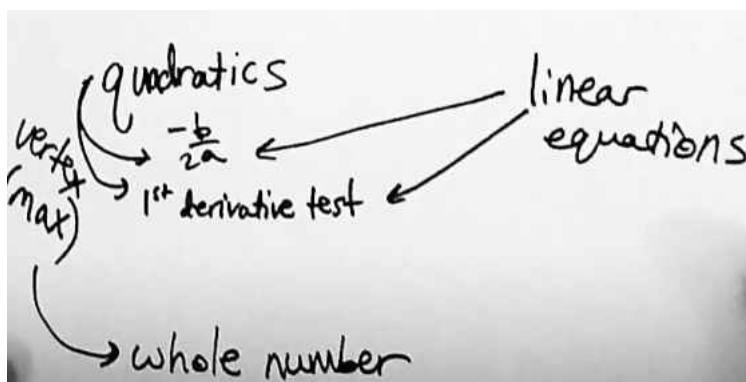 quadratics
-b/2a
1st derivative test
vertex
(max)
whole number
linear
equations